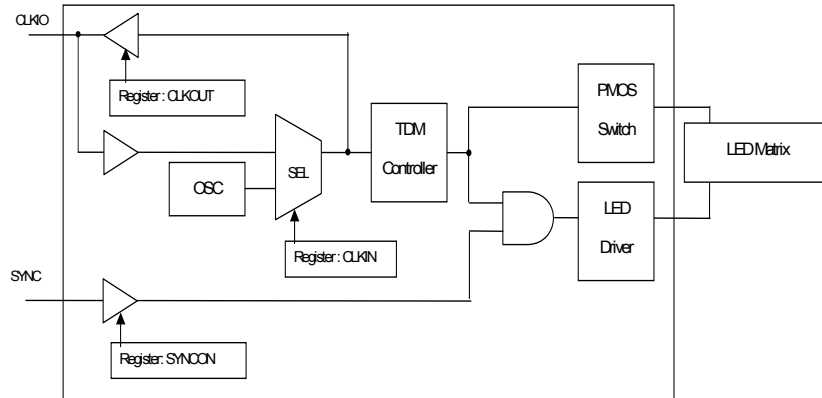 CLKIO
Register : CLKOUT
PMOS
Switch
TDM
Controller
LED Matrix
SEL
OSC
LED
Driver
Register : CLKIN
SYNC
Register : SYNCON